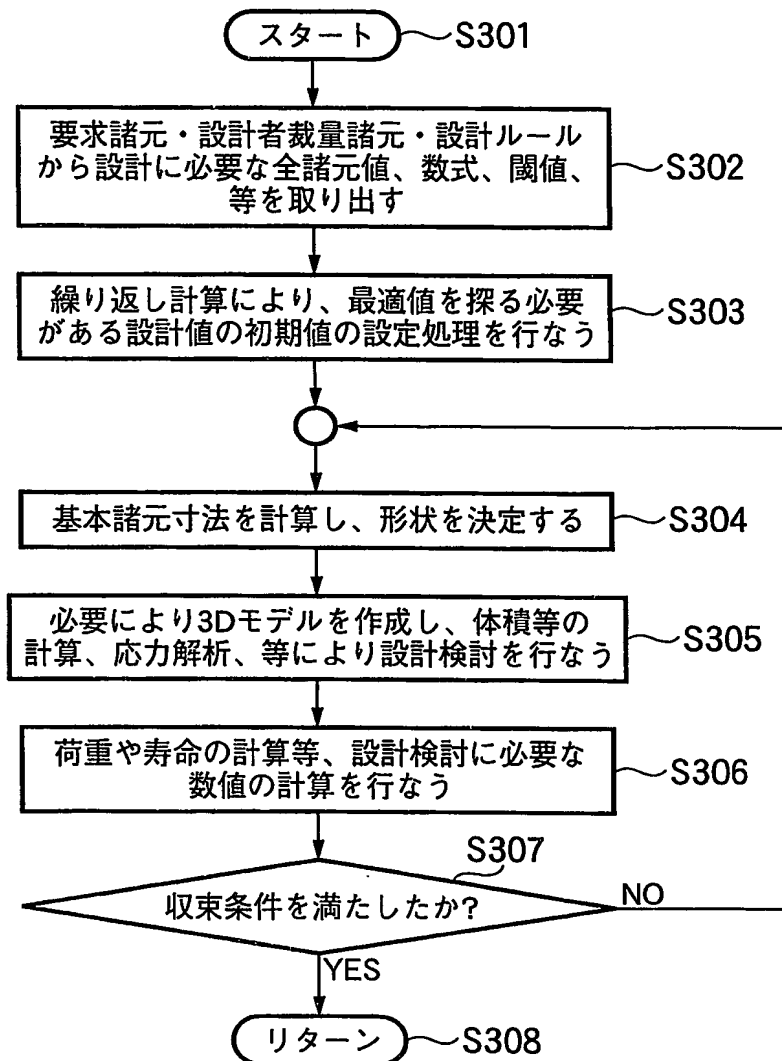 スタート
S301
要求諸元・設計者裁量諸元・設計ルール
から設計に必要な全諸元値、数式、閾値、
等を取り出す
S302
繰り返し計算により、最適値を探る必要
がある設計値の初期値の設定処理を行なう
S303
基本諸元寸法を計算し、形状を決定する
S304
必要により3Dモデルを作成し、体積等の
計算、応力解析、等により設計検討を行なう
S305
荷重や寿命の計算等、設計検討に必要な
数値の計算を行なう
S306
S307
収束条件を満たしたか?
NO
YES
リターン
S308